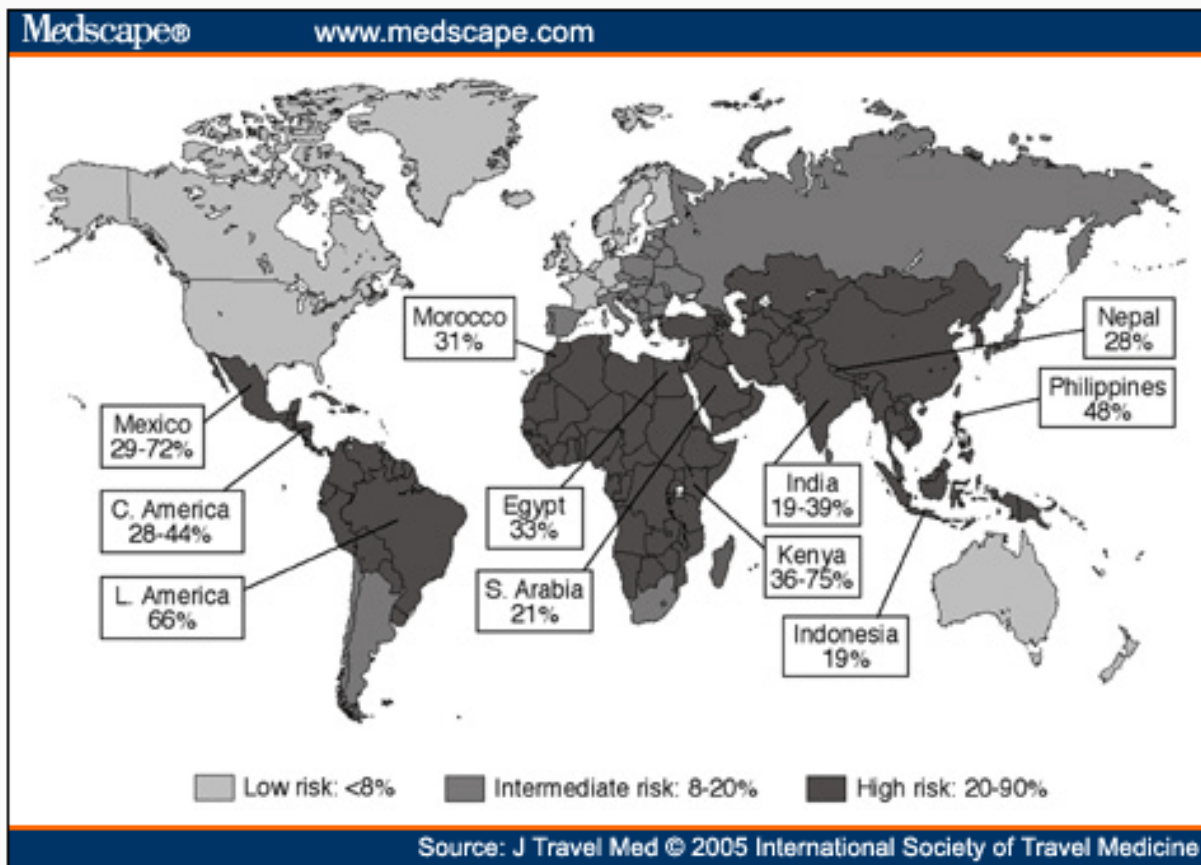 Medscape® www.medscape.com
Morocco
31%
Nepal
28%
Philippines
48%
Mexico
29-72%
C. America
28-44%
L. America
66%
Egypt
33%
S. Arabia
21%
India
19-39%
Kenya
36-75%
Indonesia
19%
Low risk: <8% Intermediate risk: 8-20% High risk: 20-90%
Source: J Travel Med © 2005 International Society of Travel Medicine